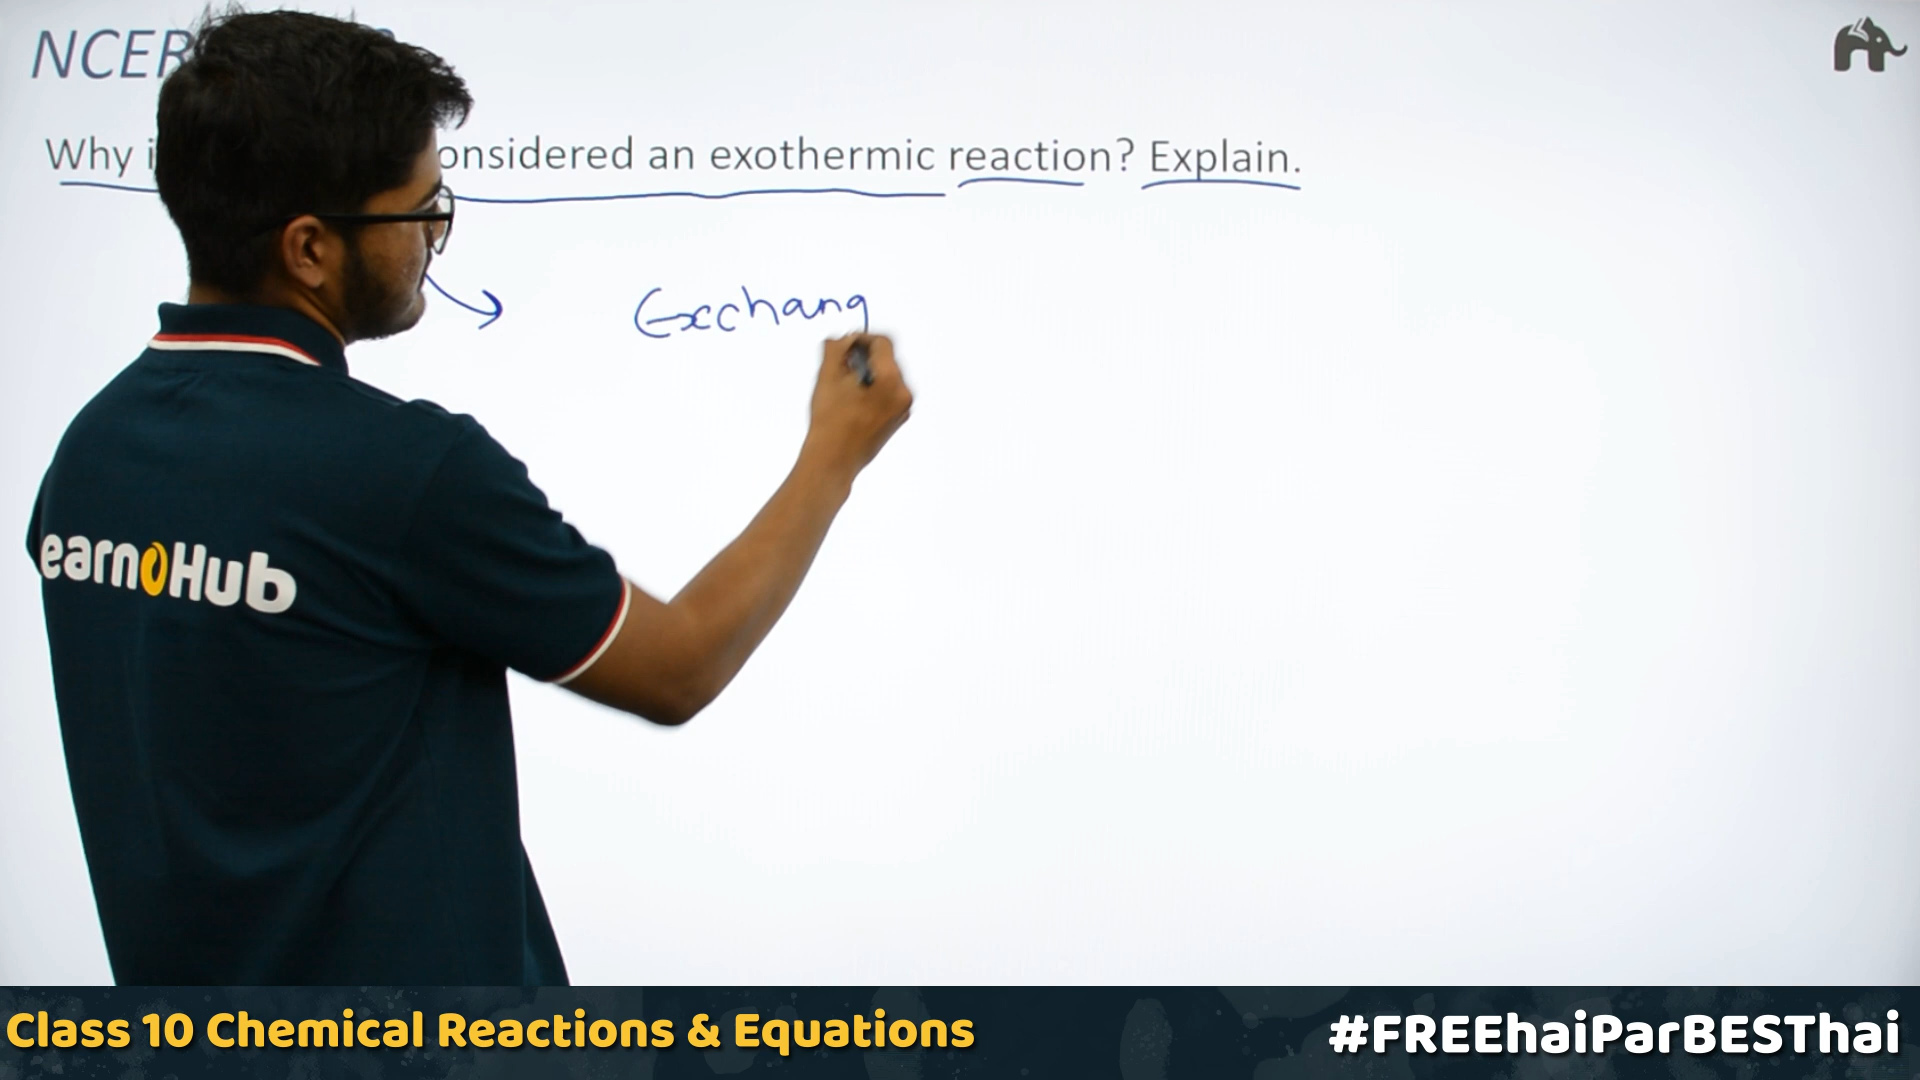 NCER
Why i onsidered an exothermic reaction? Explain.
Exchang
earnoHub
Class 10 Chemical Reactions & Equations
#FREEhaiParBESThai